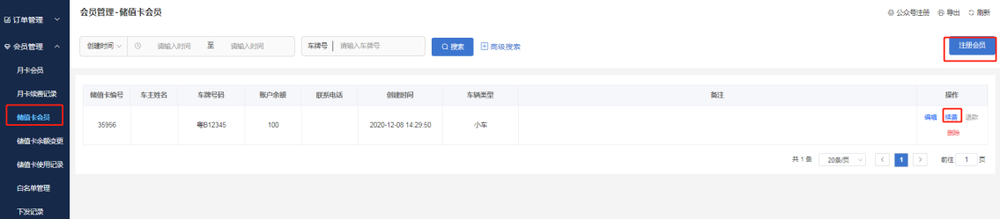 订单管理
会员管理
月卡会员
月卡续费记录
储值卡会员
储值卡余额变更
储值卡使用记录
白名单管理
下发记录
会员管理-储值卡会员
公众号注册 导出 刷新
创建时间 请输入时间 至 请输入时间 车牌号 请输入车牌号 搜索 高级搜索 注册会员
储值卡编号 车主姓名 车牌号码 账户余额 联系电话 创建时间 车辆类型 备注 操作
35956 粤B12345 100 2020-12-08 14:29:50 小车 编辑 续费 退款
删除
共 1 条 20条/页 < 1 > 前往 1 页